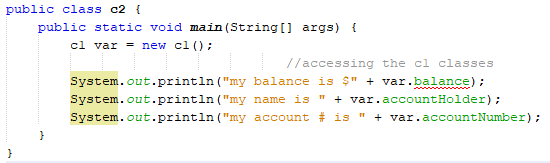 public class c2 {
public static void main(String[] args) {
c1 var = new c1();
//accessing the c1 classes
System.out.println("my balance is $" + var.balance);
System.out.println("my name is " + var.accountHolder);
System.out.println("my account # is " + var.accountNumber);
}
}